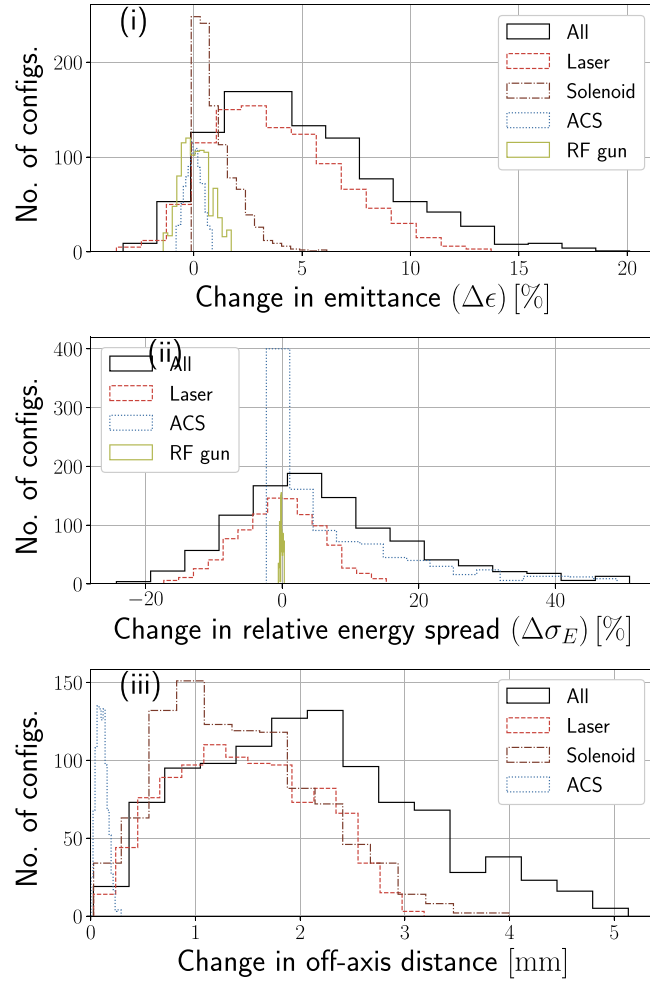 (i)
No. of configs.
200
100
0
All
Laser
Solenoid
ACS
RF gun
0
5
10
15
20
Change in emittance (Δϵ) [%]
(ii)
No. of configs.
400
300
200
100
0
All
Laser
ACS
RF gun
−20
0
20
40
Change in relative energy spread (Δσ_E) [%]
(iii)
No. of configs.
150
100
50
0
All
Laser
Solenoid
ACS
0
1
2
3
4
5
Change in off-axis distance [mm]